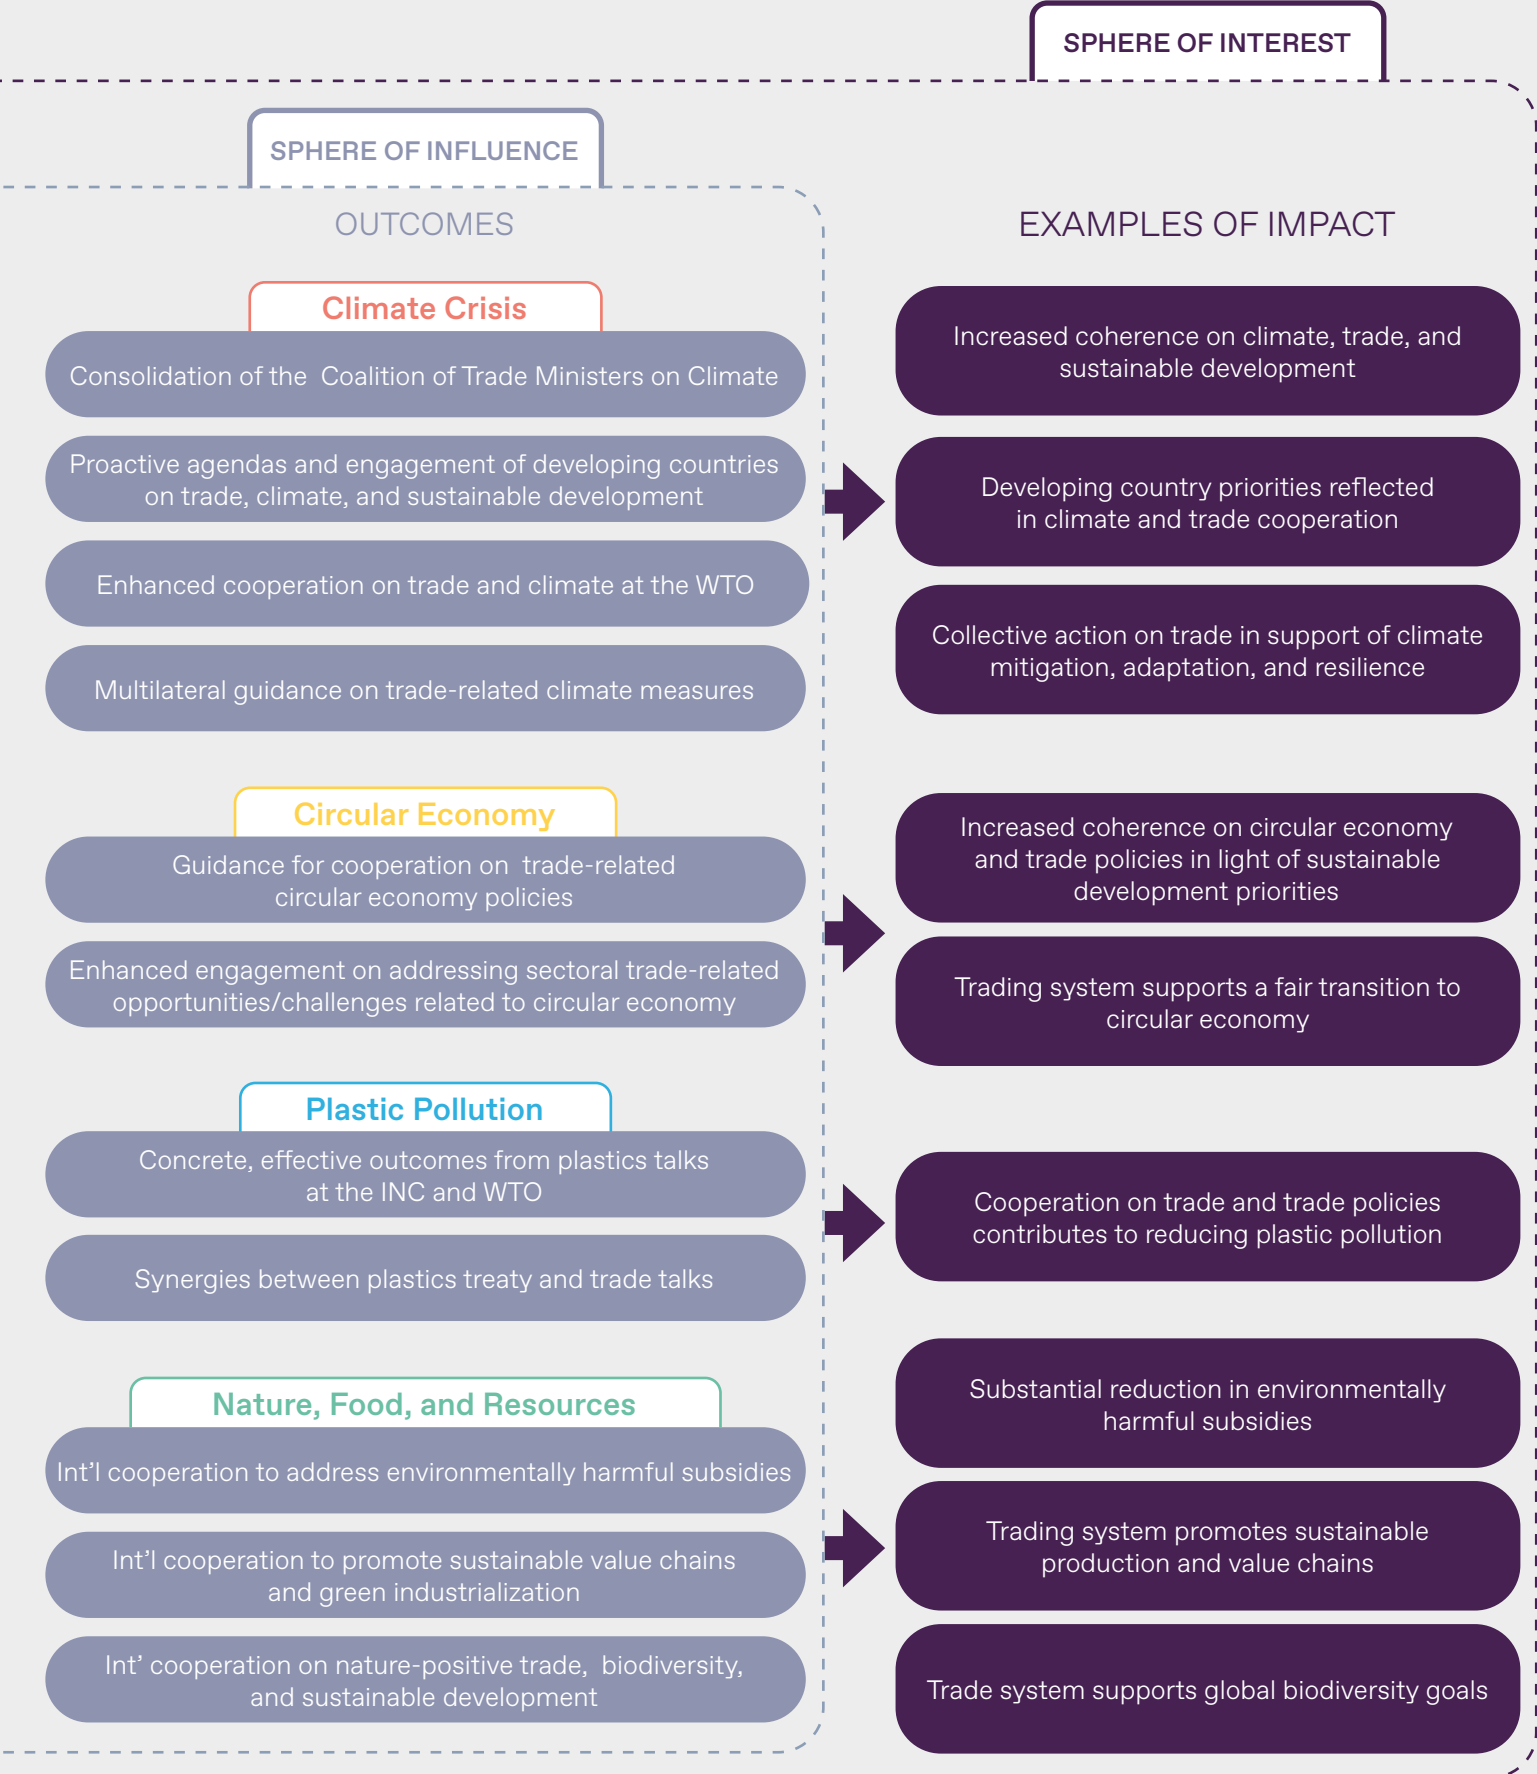 SPHERE OF INTEREST
SPHERE OF INFLUENCE
OUTCOMES
Climate Crisis
Consolidation of the  Coalition of Trade Ministers on Climate
Proactive agendas and engagement of developing countries
on trade, climate, and sustainable development
Enhanced cooperation on trade and climate at the WTO
Multilateral guidance on trade-related climate measures
Circular Economy
Guidance for cooperation on  trade-related
circular economy policies
Enhanced engagement on addressing sectoral trade-related
opportunities/challenges related to circular economy
Plastic Pollution
Concrete, effective outcomes from plastics talks
at the INC and WTO
Synergies between plastics treaty and trade talks
Nature, Food, and Resources
Int’l cooperation to address environmentally harmful subsidies
Int’l cooperation to promote sustainable value chains
and green industrialization
Int’ cooperation on nature-positive trade,  biodiversity,
and sustainable development
EXAMPLES OF IMPACT
Increased coherence on climate, trade, and
sustainable development
Developing country priorities reflected
in climate and trade cooperation
Collective action on trade in support of climate
mitigation, adaptation, and resilience
Increased coherence on circular economy
and trade policies in light of sustainable
development priorities
Trading system supports a fair transition to
circular economy
Cooperation on trade and trade policies
contributes to reducing plastic pollution
Substantial reduction in environmentally
harmful subsidies
Trading system promotes sustainable
production and value chains
Trade system supports global biodiversity goals